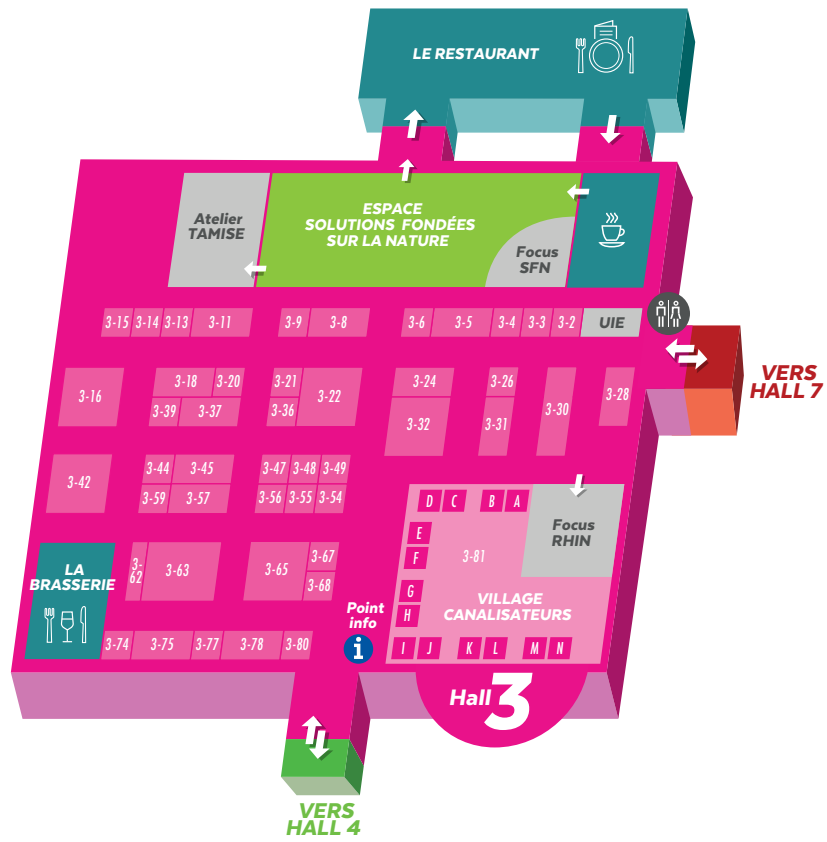 LE RESTAURANT
Atelier
TAMISE
ESPACE
SOLUTIONS FONDÉES
SUR LA NATURE
Focus
SFN
3-15 3-14 3-13 3-11 3-9 3-8 3-6 3-5 3-4 3-3 3-2 UIE
VERS
HALL 7
3-16 3-18 3-20 3-21 3-22 3-24 3-26 3-30 3-28
3-39 3-37 3-36 3-32 3-31
3-42 3-44 3-45 3-47 3-48 3-49
3-59 3-57 3-56 3-55 3-54
D C B A
Focus
RHIN
E
F
3-81
G
H
VILLAGE
CANALISATEURS
I J K L M N
LA
BRASSERIE
3-
62
3-63 3-65 3-67
3-68
Point
info
i
3-74 3-75 3-77 3-78 3-80
Hall 3
VERS
HALL 4